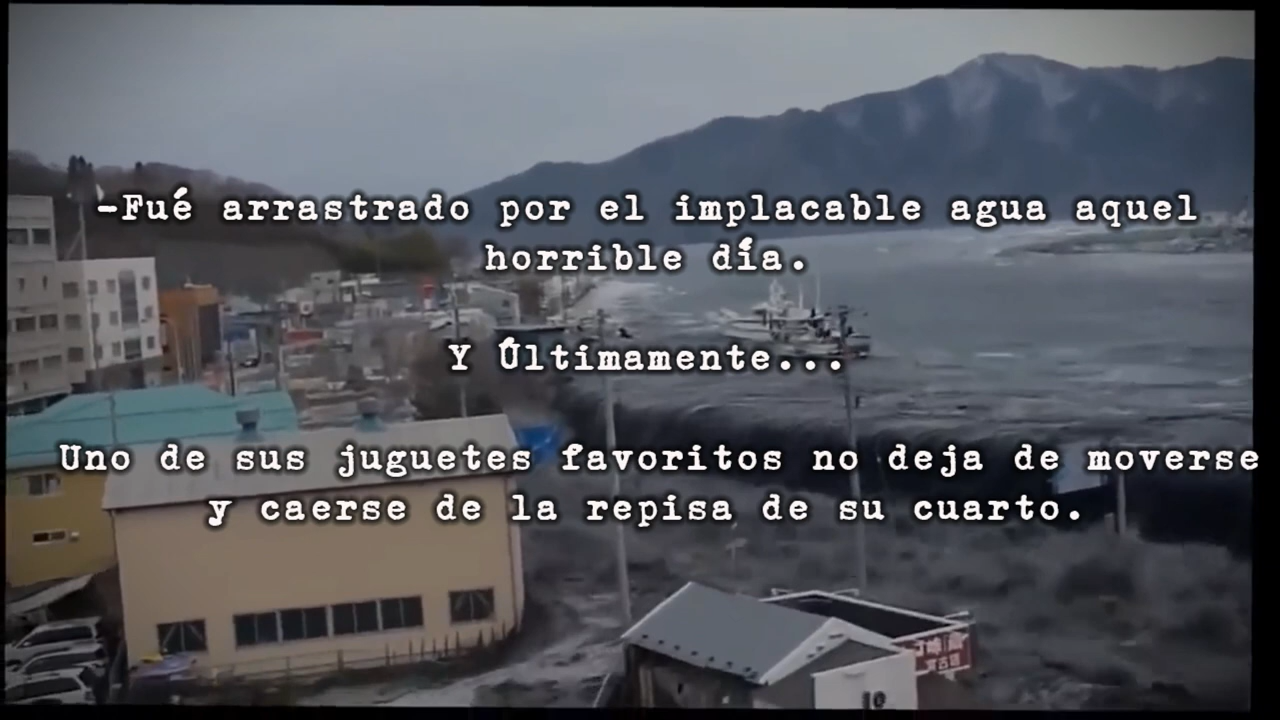 -Fué arrastrado por el implacable agua aquel
horrible día.
Y Últimamente...
Uno de sus juguetes favoritos no deja de moverse
y caerse de la repisa de su cuarto.